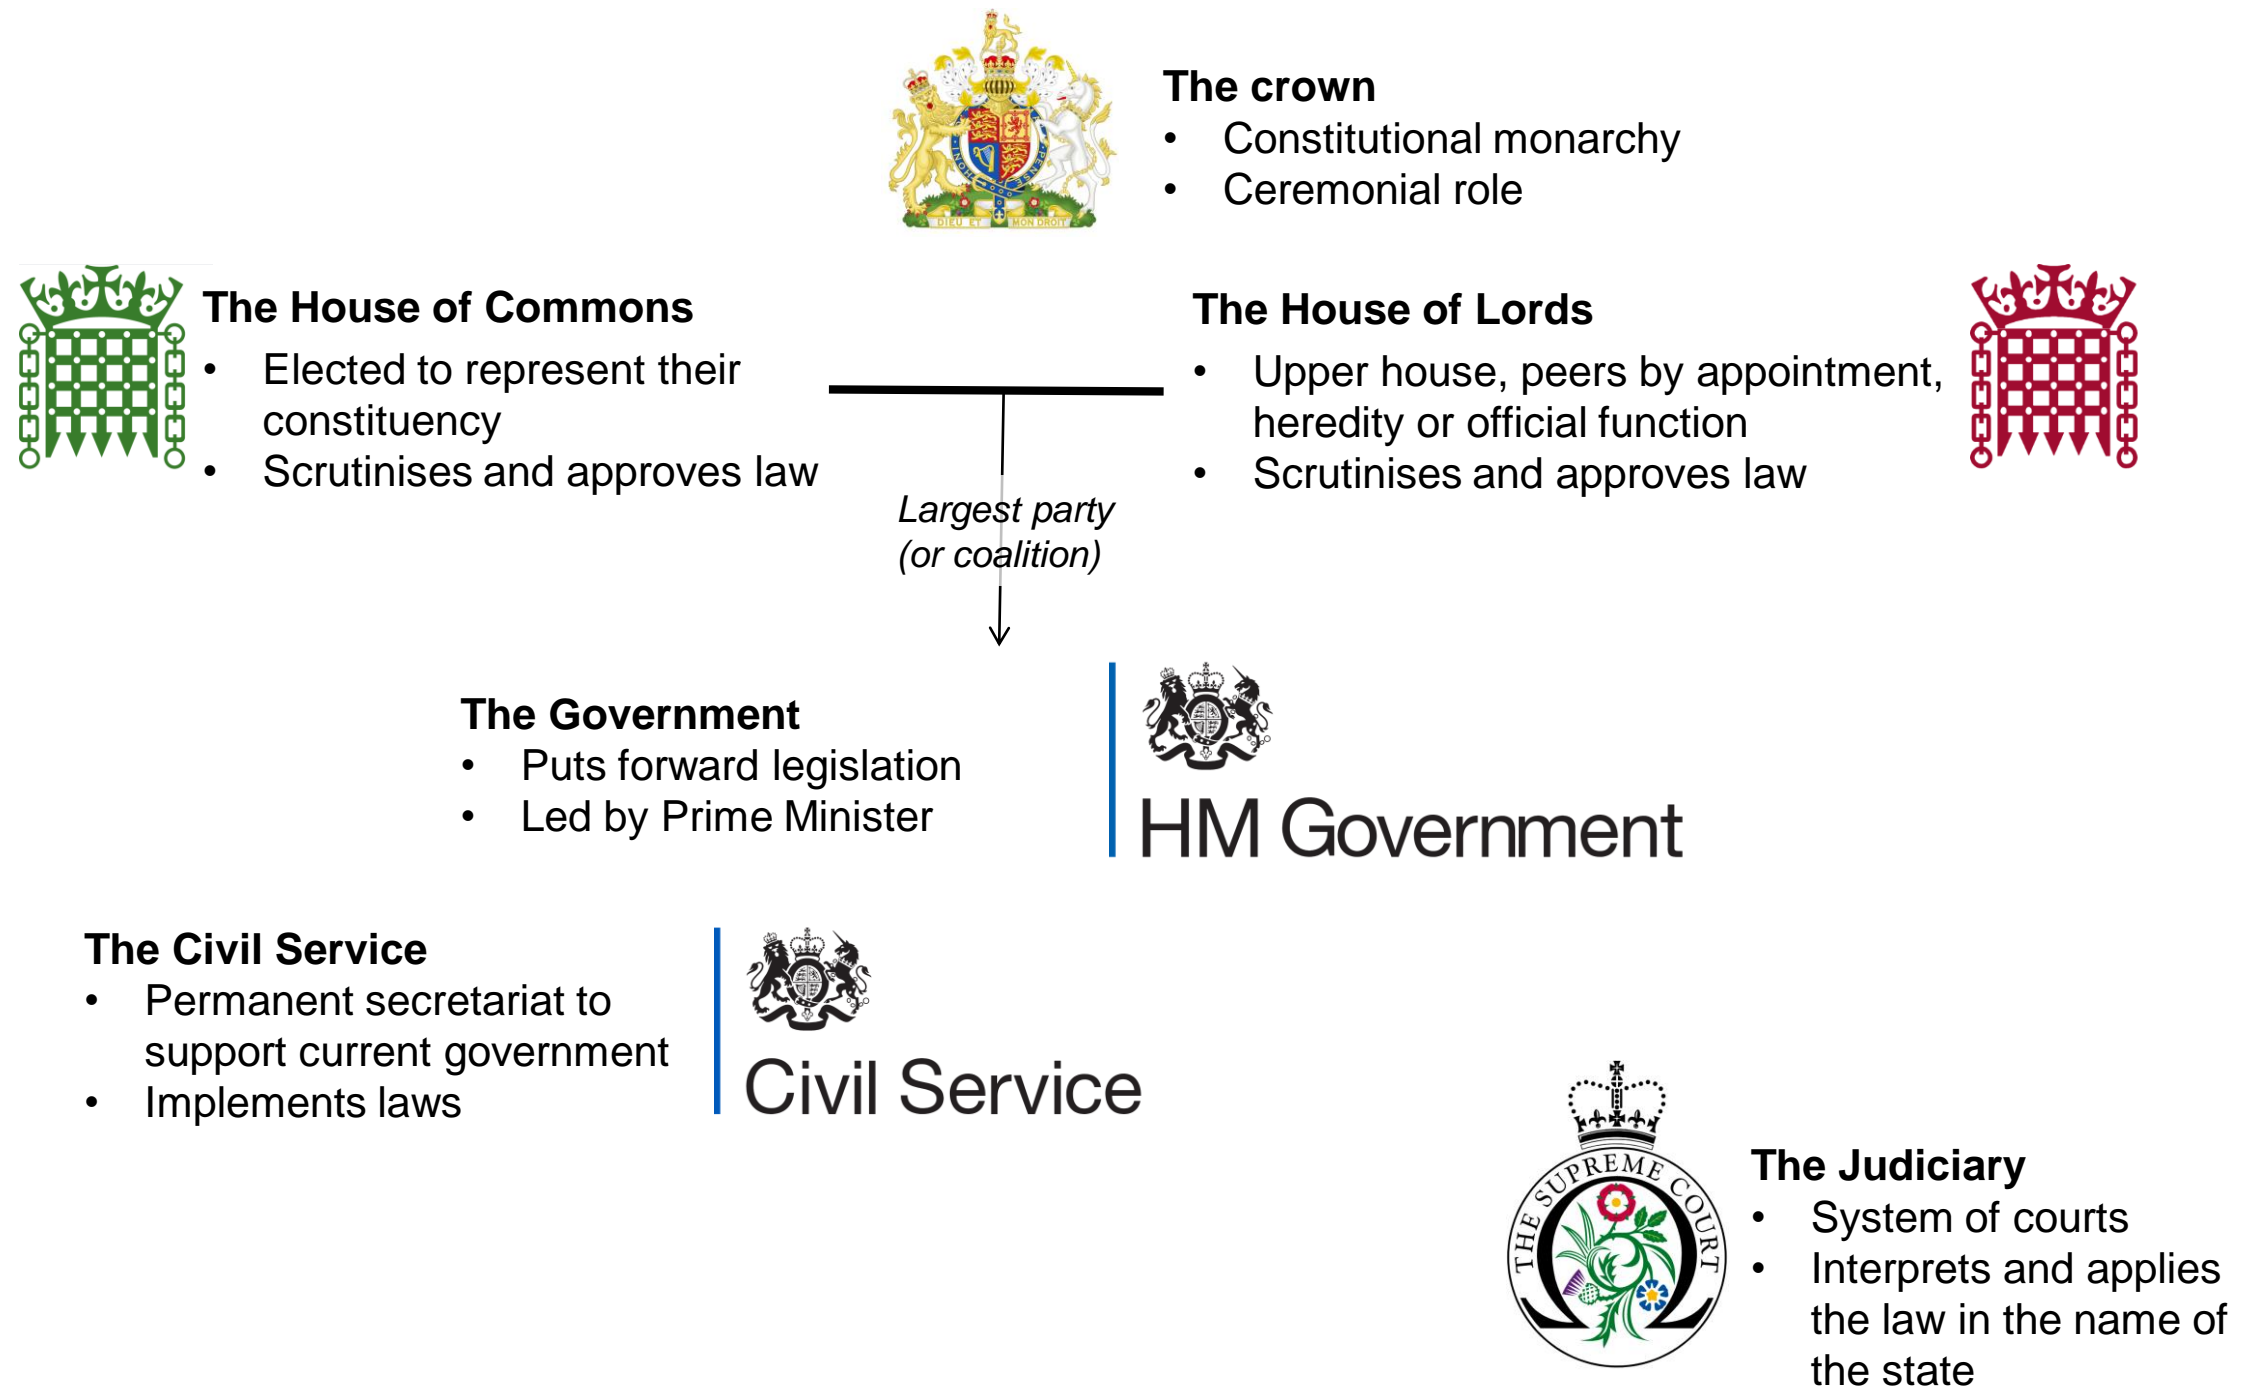 The crown
• Constitutional monarchy
• Ceremonial role
DIEU ET MON DROIT
The House of Commons
• Elected to represent their
constituency
• Scrutinises and approves law
The House of Lords
• Upper house, peers by appointment,
heredity or official function
• Scrutinises and approves law
Largest party
(or coalition)
The Government
• Puts forward legislation
• Led by Prime Minister
HM Government
The Civil Service
• Permanent secretariat to
support current government
• Implements laws
Civil Service
THE SUPREME COURT
The Judiciary
• System of courts
• Interprets and applies
the law in the name of
the state